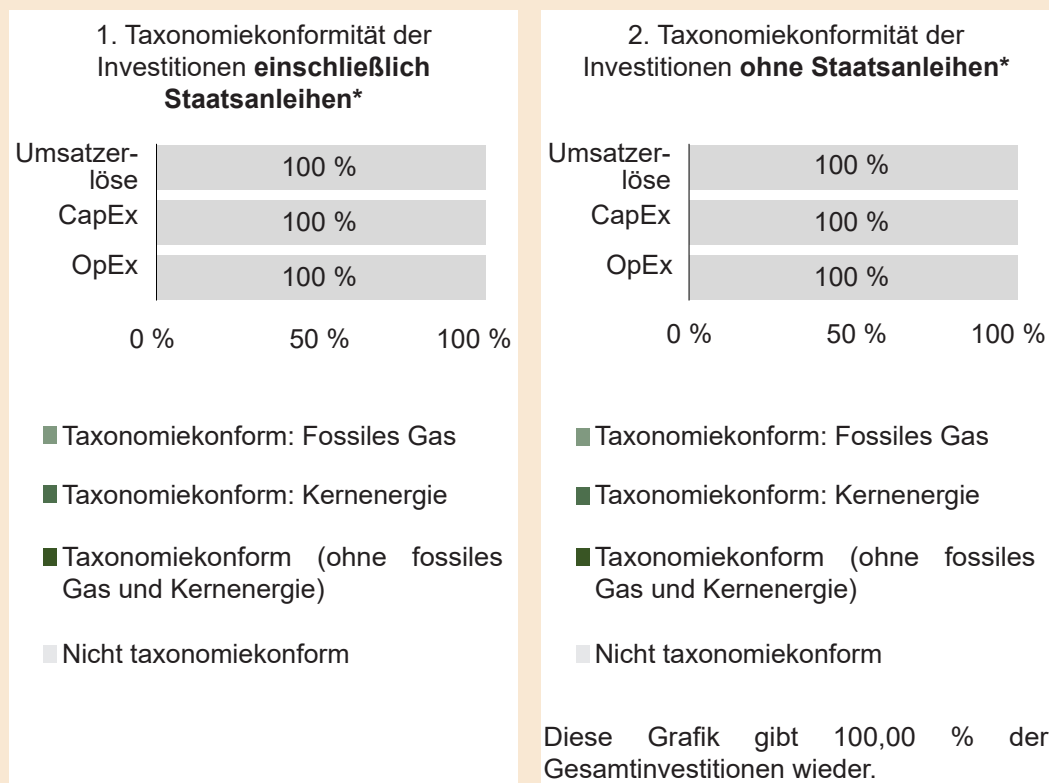 1. Taxonomiekonformität der
Investitionen einschließlich
Staatsanleihen*
Umsatzer-
löse
100 %
CapEx
100 %
OpEx
100 %
0 % 50 % 100 %
Taxonomiekonform: Fossiles Gas
Taxonomiekonform: Kernenergie
Taxonomiekonform (ohne fossiles
Gas und Kernenergie)
Nicht taxonomiekonform
2. Taxonomiekonformität der
Investitionen ohne Staatsanleihen*
Umsatzer-
löse
100 %
CapEx
100 %
OpEx
100 %
0 % 50 % 100 %
Taxonomiekonform: Fossiles Gas
Taxonomiekonform: Kernenergie
Taxonomiekonform (ohne fossiles
Gas und Kernenergie)
Nicht taxonomiekonform
Diese Grafik gibt 100,00 % der
Gesamtinvestitionen wieder.